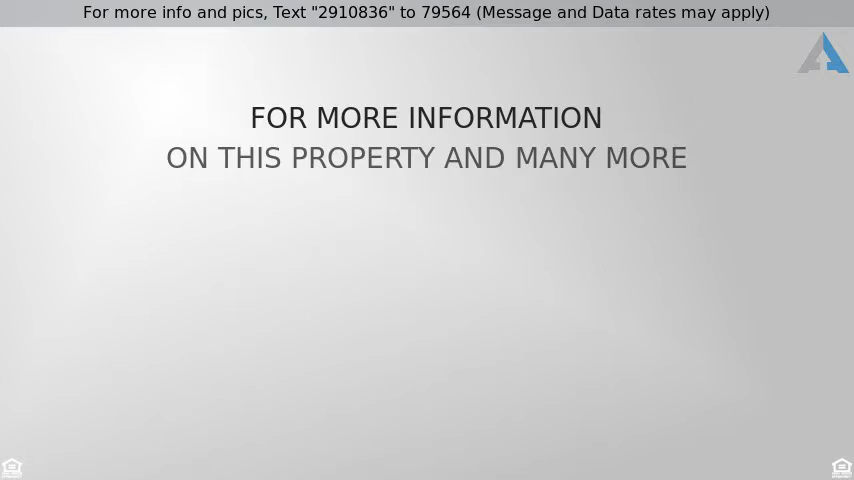 For more info and pics, Text "2910836" to 79564 (Message and Data rates may apply)
FOR MORE INFORMATION
ON THIS PROPERTY AND MANY MORE